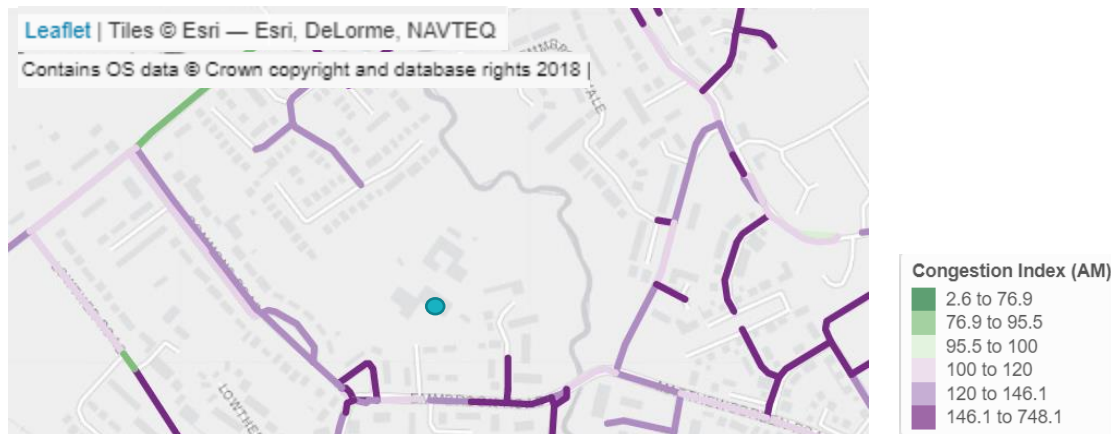 Leaflet | Tiles © Esri — Esri, DeLorme, NAVTEQ
Contains OS data © Crown copyright and database rights 2018 |
Congestion Index (AM)
2.6 to 76.9
76.9 to 95.5
95.5 to 100
100 to 120
120 to 146.1
146.1 to 748.1